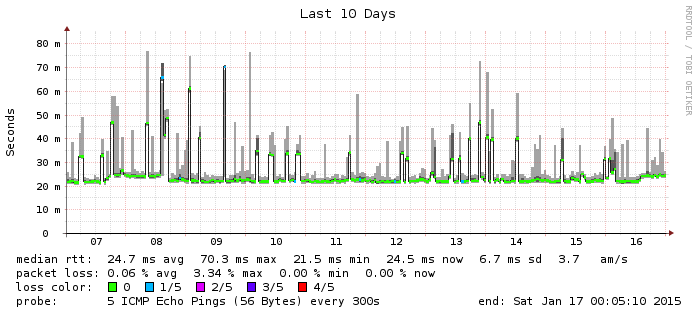 Last 10 Days
RRDTOOL / TOBI OETIKER
Seconds
80 m
70 m
60 m
50 m
40 m
30 m
20 m
10 m
0
07 08 09 10 11 12 13 14 15 16
median rtt: 24.7 ms avg 70.3 ms max 21.5 ms min 24.5 ms now 6.7 ms sd 3.7 am/s
packet loss: 0.06 % avg 3.34 % max 0.00 % min 0.00 % now
loss color: 0 1/5 2/5 3/5 4/5
probe: 5 ICMP Echo Pings (56 Bytes) every 300s end: Sat Jan 17 00:05:10 2015